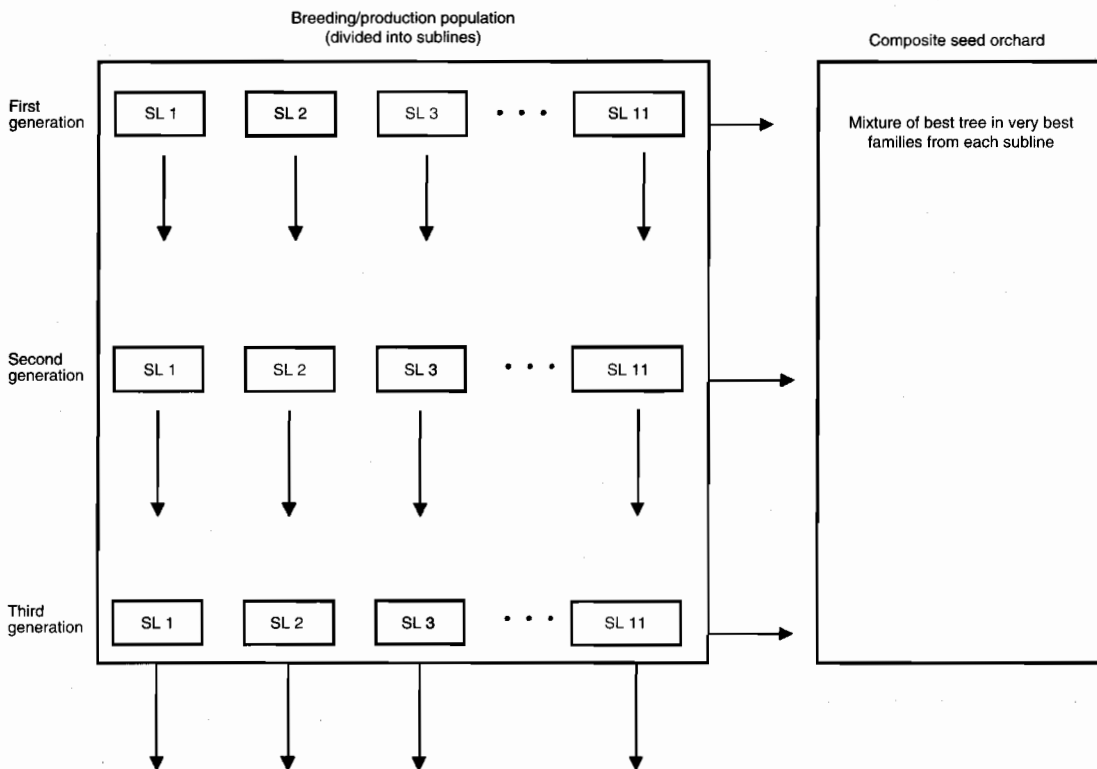 Breeding/production population
(divided into sublines)
Composite seed orchard
First
generation
SL 1
SL 2
SL 3
• • •
SL 11
Mixture of best tree in very best
families from each subline
Second
generation
SL 1
SL 2
SL 3
• • •
SL 11
Third
generation
SL 1
SL 2
SL 3
• • •
SL 11